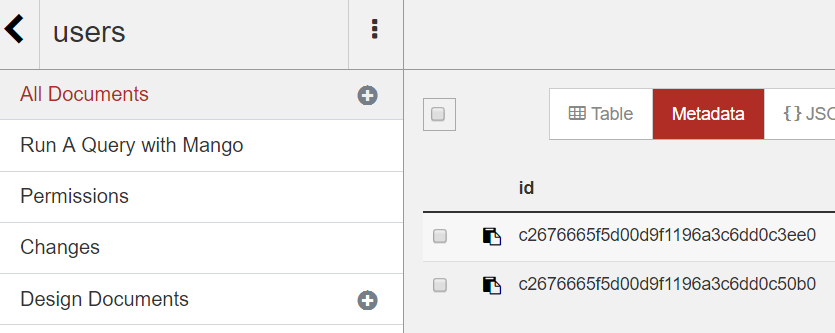 users
All Documents
Run A Query with Mango
Permissions
Changes
Design Documents
Table Metadata {} JSO
id
c2676665f5d00d9f1196a3c6dd0c3ee0
c2676665f5d00d9f1196a3c6dd0c50b0